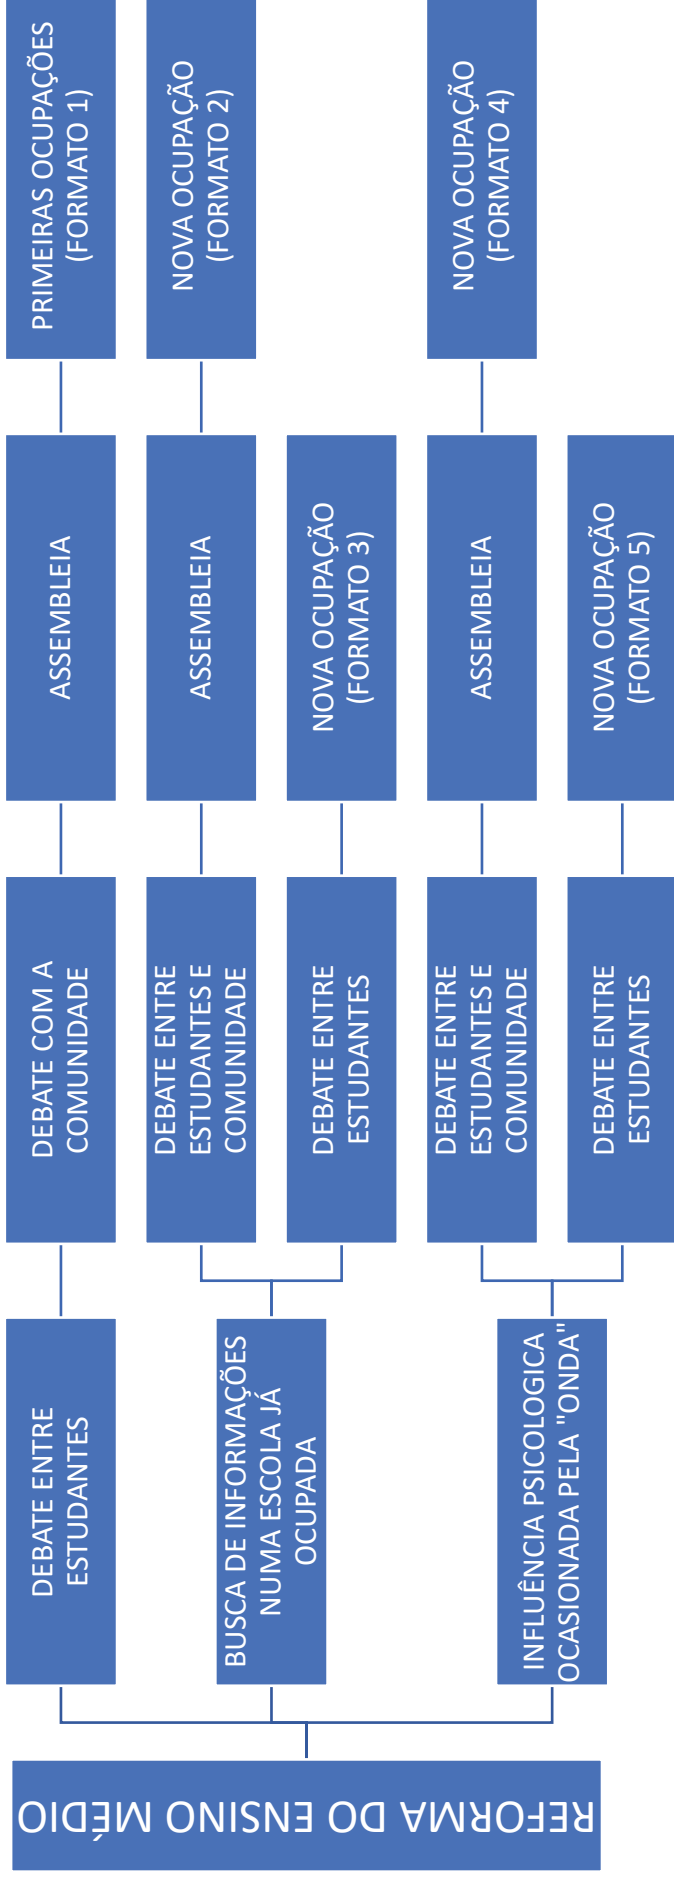 REFORMA DO ENSINO MÉDIO
DEBATE ENTRE
ESTUDANTES
DEBATE COM A
COMUNIDADE
ASSEMBLEIA
PRIMEIRAS OCUPAÇÕES
(FORMATO 1)
BUSCA DE INFORMAÇÕES
NUMA ESCOLA JÁ
OCUPADA
DEBATE ENTRE
ESTUDANTES E
COMUNIDADE
ASSEMBLEIA
NOVA OCUPAÇÃO
(FORMATO 2)
DEBATE ENTRE
ESTUDANTES
NOVA OCUPAÇÃO
(FORMATO 3)
INFLUÊNCIA PSICOLOGICA
OCASIONADA PELA "ONDA"
DEBATE ENTRE
ESTUDANTES E
COMUNIDADE
ASSEMBLEIA
NOVA OCUPAÇÃO
(FORMATO 4)
DEBATE ENTRE
ESTUDANTES
NOVA OCUPAÇÃO
(FORMATO 5)